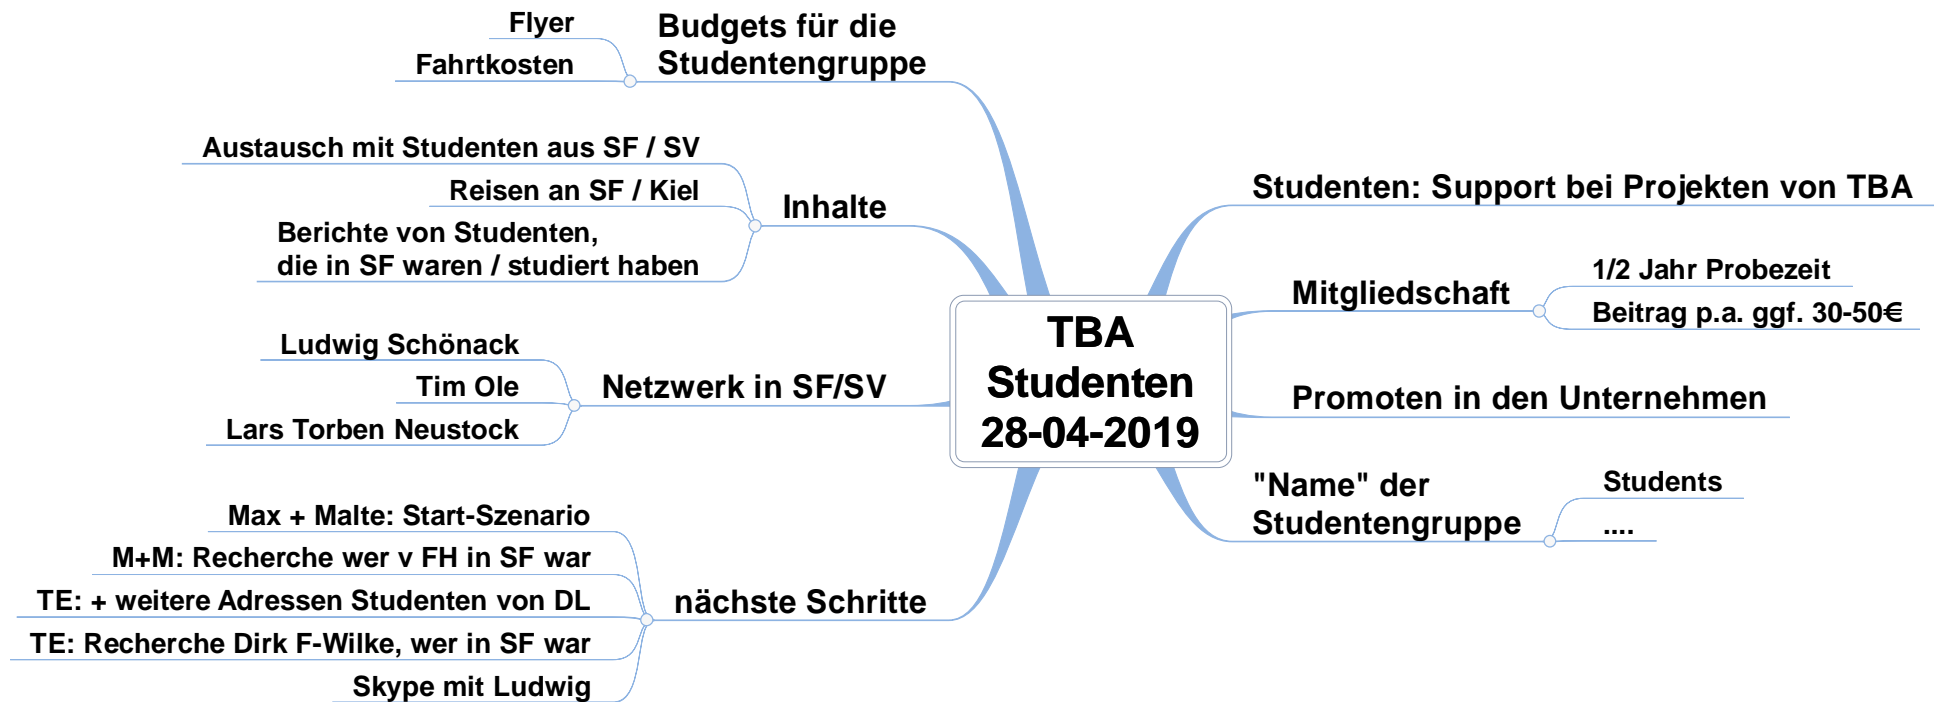 TBA
Studenten
28-04-2019
Studenten: Support bei Projekten von TBA
Mitgliedschaft
1/2 Jahr Probezeit
Beitrag p.a. ggf. 30-50€
Promoten in den Unternehmen
"Name" der
Studentengruppe
Students
....
Budgets für die
Studentengruppe
Flyer
Fahrtkosten
Inhalte
Austausch mit Studenten aus SF / SV
Reisen an SF / Kiel
Berichte von Studenten,
die in SF waren / studiert haben
Netzwerk in SF/SV
Ludwig Schönack
Tim Ole
Lars Torben Neustock
nächste Schritte
Max + Malte: Start-Szenario
M+M: Recherche wer v FH in SF war
TE: + weitere Adressen Studenten von DL
TE: Recherche Dirk F-Wilke, wer in SF war
Skype mit Ludwig